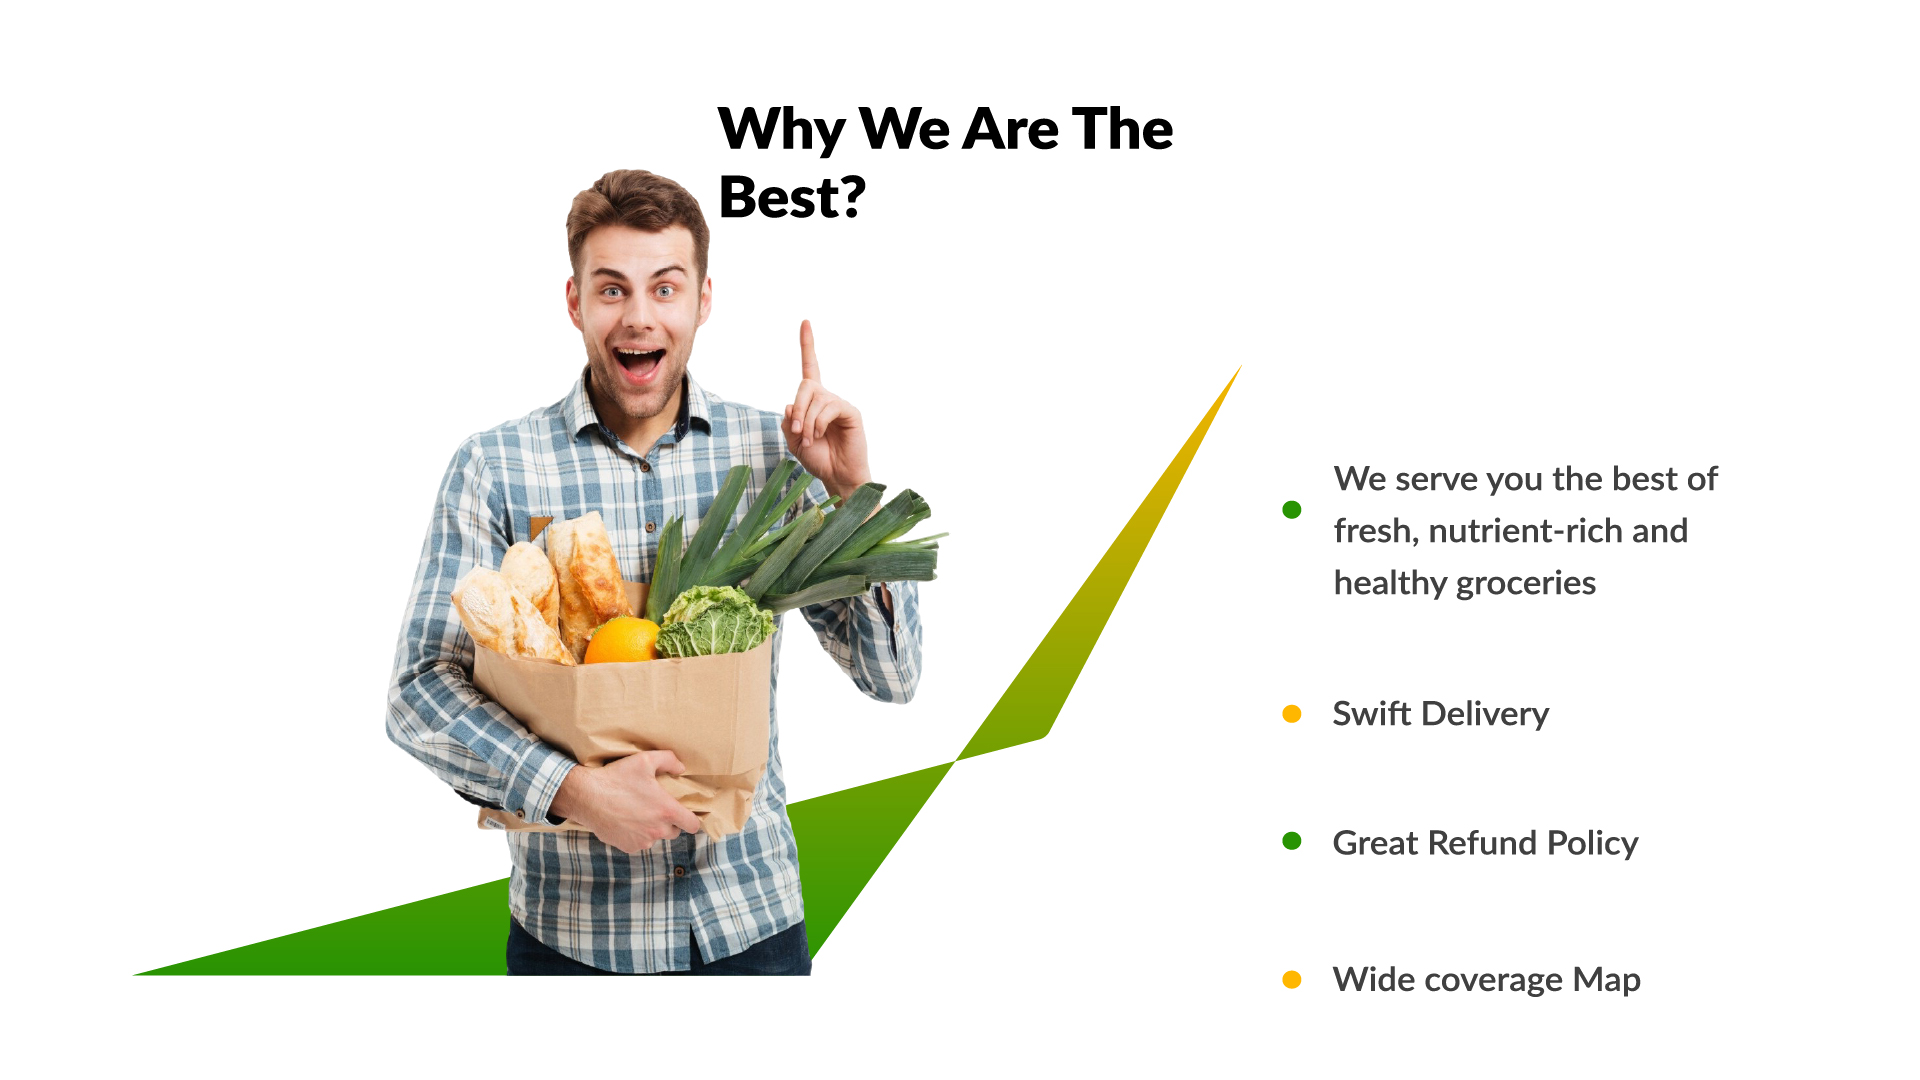 Why We Are The
Best?
We serve you the best of
fresh, nutrient-rich and
healthy groceries
Swift Delivery
Great Refund Policy
Wide coverage Map